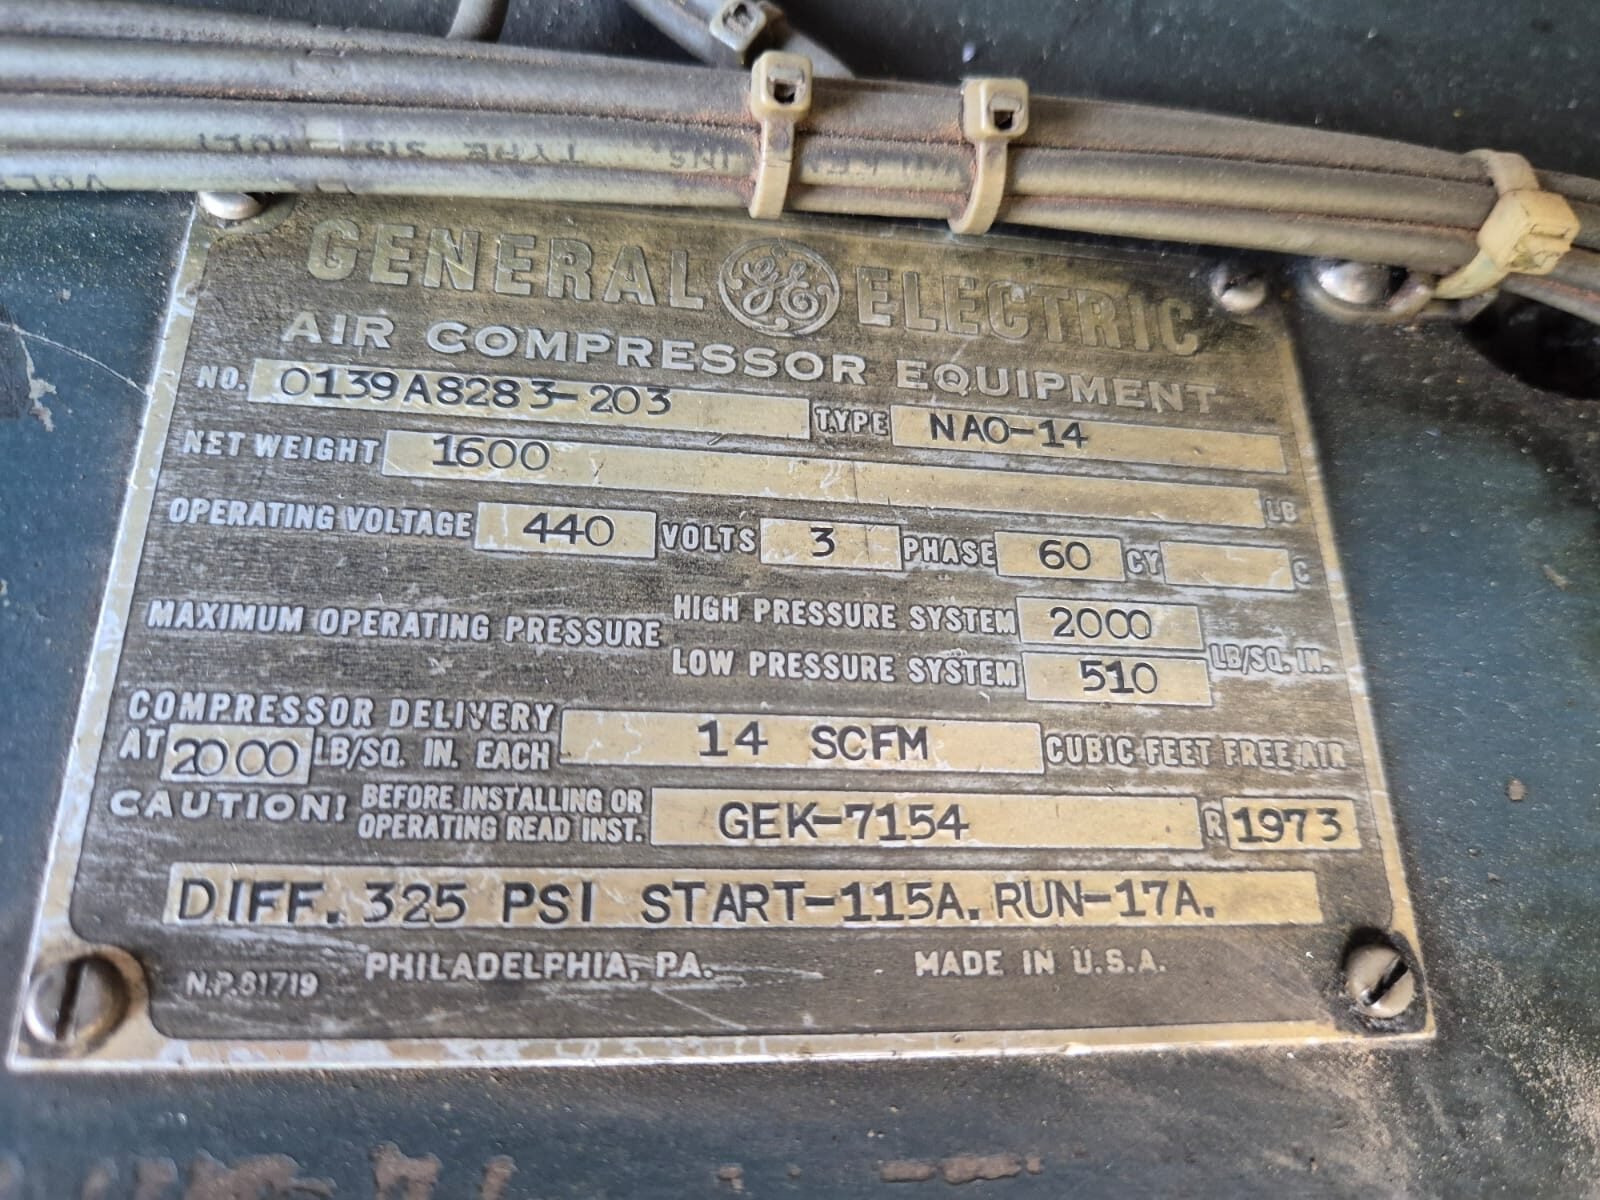 TYPE SIS
GENERAL GE ELECTRIC
AIR COMPRESSOR EQUIPMENT
NO. 0139A8283-203 TYPE NAO-14
NET WEIGHT 1600 LB
OPERATING VOLTAGE 440 VOLTS 3 PHASE 60 CY C
MAXIMUM OPERATING PRESSURE HIGH PRESSURE SYSTEM 2000 LB/SQ. IN.
LOW PRESSURE SYSTEM 510
COMPRESSOR DELIVERY
AT 2000 LB/SQ. IN. EACH 14 SCFM CUBIC FEET FREE AIR
CAUTION! BEFORE INSTALLING OR
OPERATING READ INST. GEK-7154 R 1973
DIFF. 325 PSI START-115A. RUN-17A.
N.P.81719 PHILADELPHIA, PA. MADE IN U.S.A.